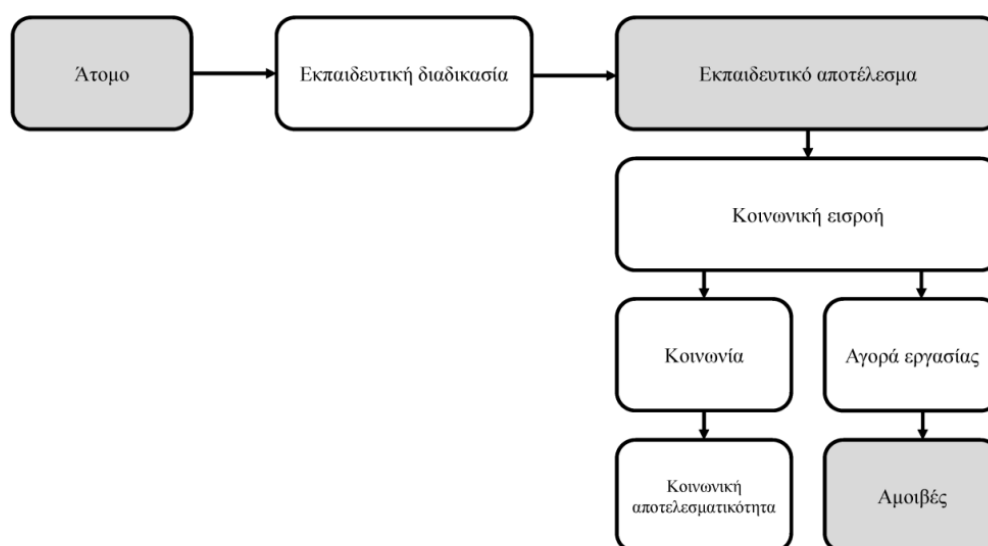 Άτομο
Εκπαιδευτική διαδικασία
Εκπαιδευτικό αποτέλεσμα
Κοινωνική εισροή
Κοινωνία
Αγορά εργασίας
Κοινωνική
αποτελεσματικότητα
Αμοιβές